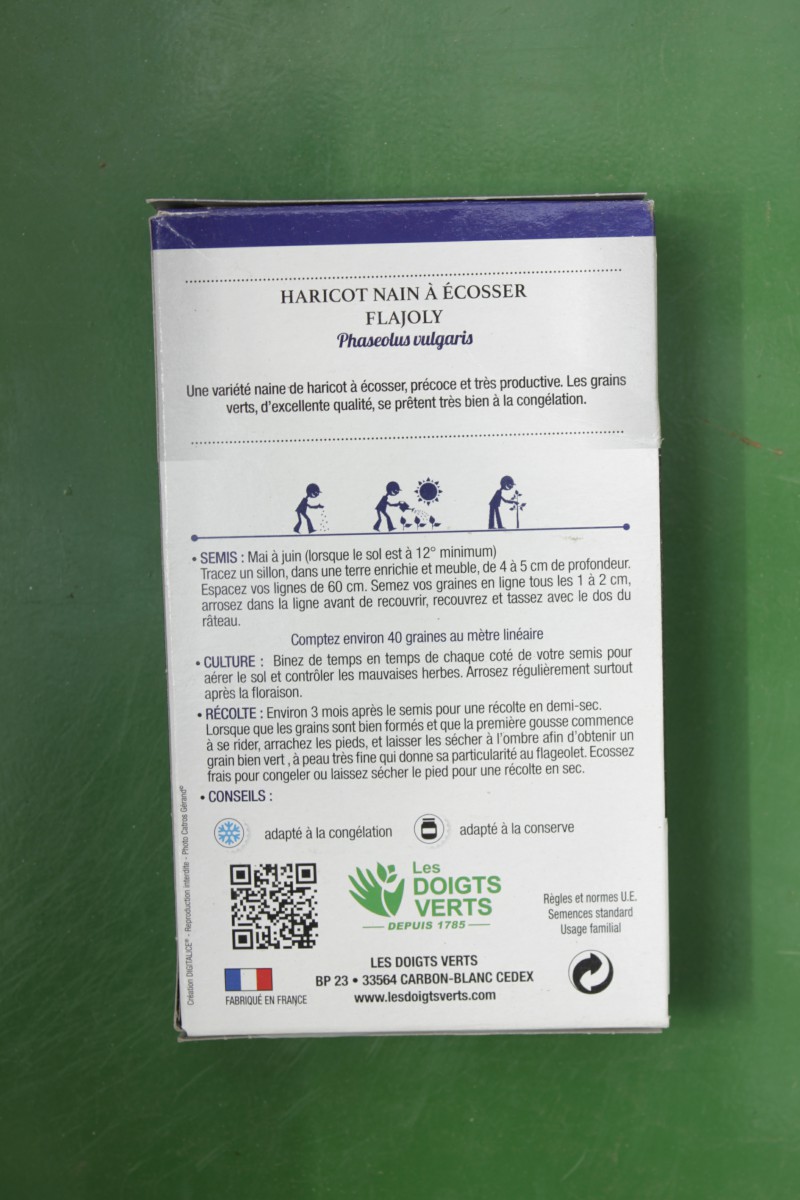 HARICOT NAIN À ÉCOSSER
FLAJOLY
Phaseolus vulgaris
Une variété naine de haricot à écosser, précoce et très productive. Les grains
verts, d'excellente qualité, se prêtent très bien à la congélation.
• SEMIS : Mai à juin (lorsque le sol est à 12° minimum)
Tracez un sillon, dans une terre enrichie et meuble, de 4 à 5 cm de profondeur.
Espacez vos lignes de 60 cm. Semez vos graines en ligne tous les 1 à 2 cm,
arrosez dans la ligne avant de recouvrir, recouvrez et tassez avec le dos du
râteau.
Comptez environ 40 graines au mètre linéaire
• CULTURE : Binez de temps en temps de chaque coté de votre semis pour
aérer le sol et contrôler les mauvaises herbes. Arrosez régulièrement surtout
après la floraison.
• RÉCOLTE : Environ 3 mois après le semis pour une récolte en demi-sec.
Lorsque que les grains sont bien formés et que la première gousse commence
à se rider, arrachez les pieds, et laisser les sécher à l'ombre afin d'obtenir un
grain bien vert , à peau très fine qui donne sa particularité au flageolet. Ecossez
frais pour congeler ou laissez sécher le pied pour une récolte en sec.
• CONSEILS :
adapté à la congélation
adapté à la conserve
Les
DOIGTS
VERTS
DEPUIS 1785
Règles et normes U.E.
Semences standard
Usage familial
FABRIQUÉ EN FRANCE
LES DOIGTS VERTS
BP 23 • 33564 CARBON-BLANC CEDEX
www.lesdoigtsverts.com
Création DIGITALICE® - Reproduction interdite - Photo Catros Gérand®